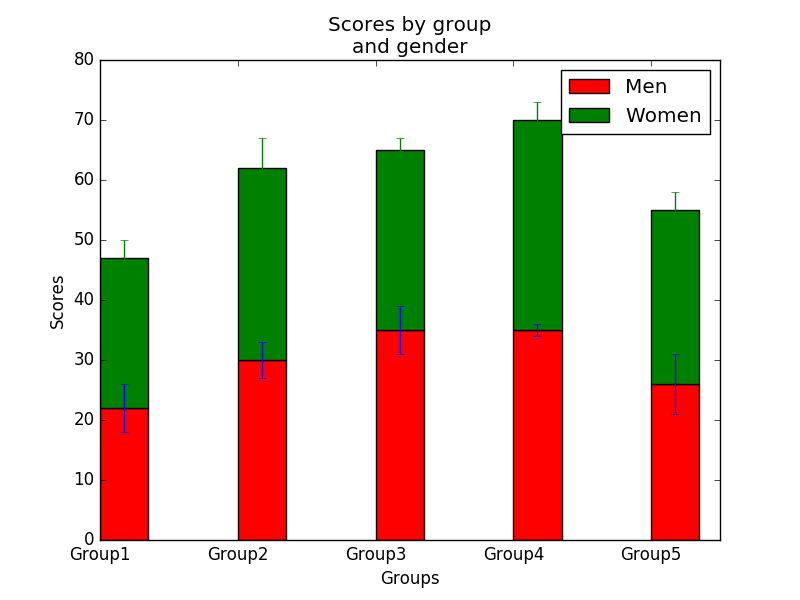 Scores by group
and gender
Men
Women
80
70
60
50
40
30
20
10
0
Scores
Group1
Group2
Group3
Group4
Group5
Groups